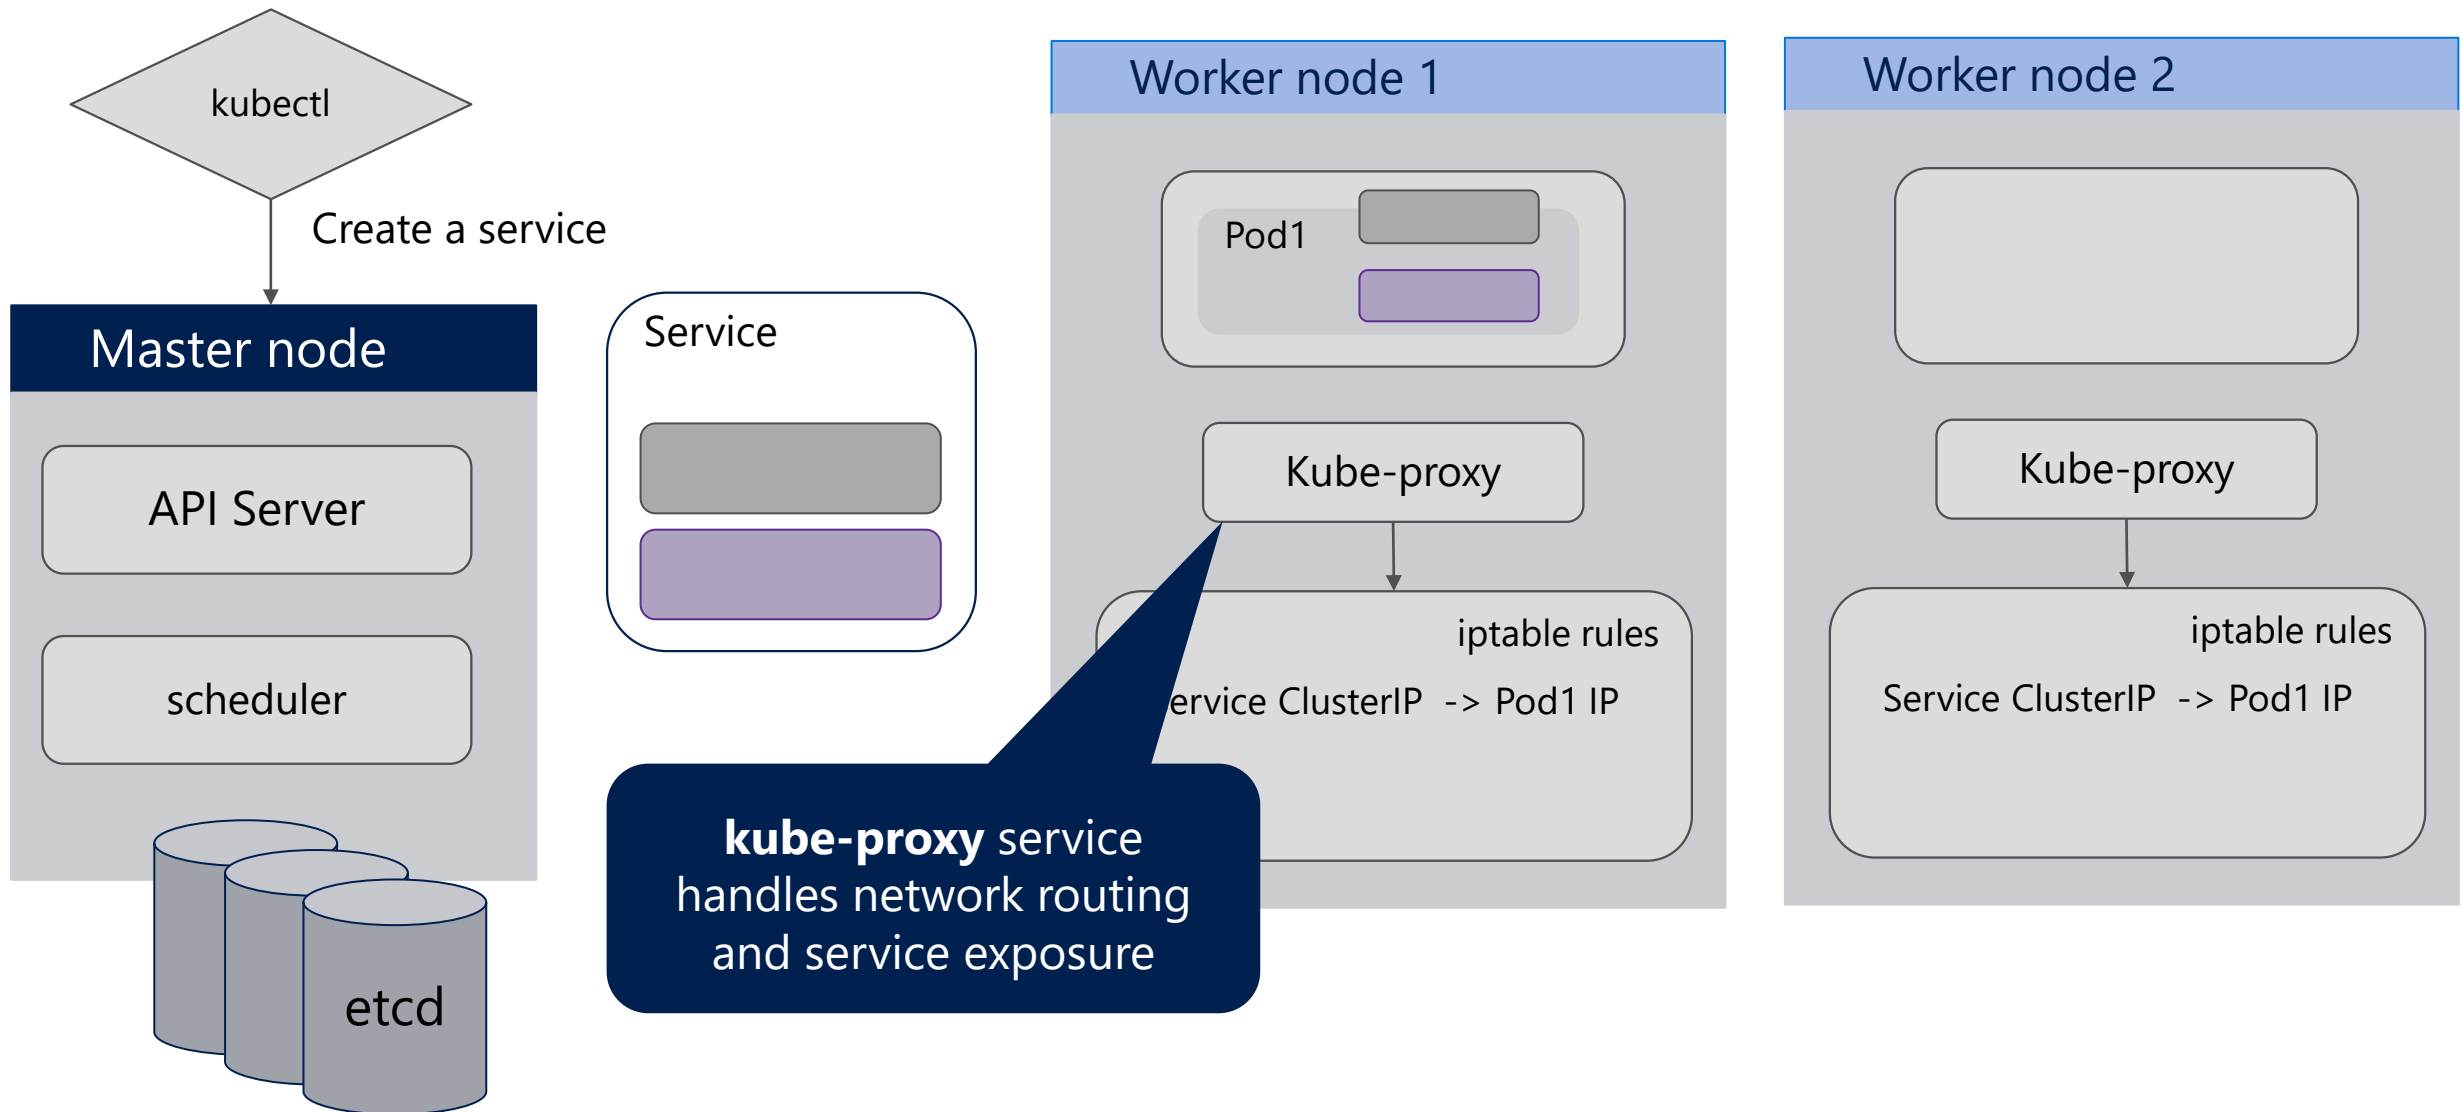 kubectl
Create a service
Master node
API Server
scheduler
etcd
Service
kube-proxy service
handles network routing
and service exposure
Worker node 1
Pod1
Kube-proxy
iptable rules
ervice ClusterIP -> Pod1 IP
Worker node 2
Kube-proxy
iptable rules
Service ClusterIP -> Pod1 IP